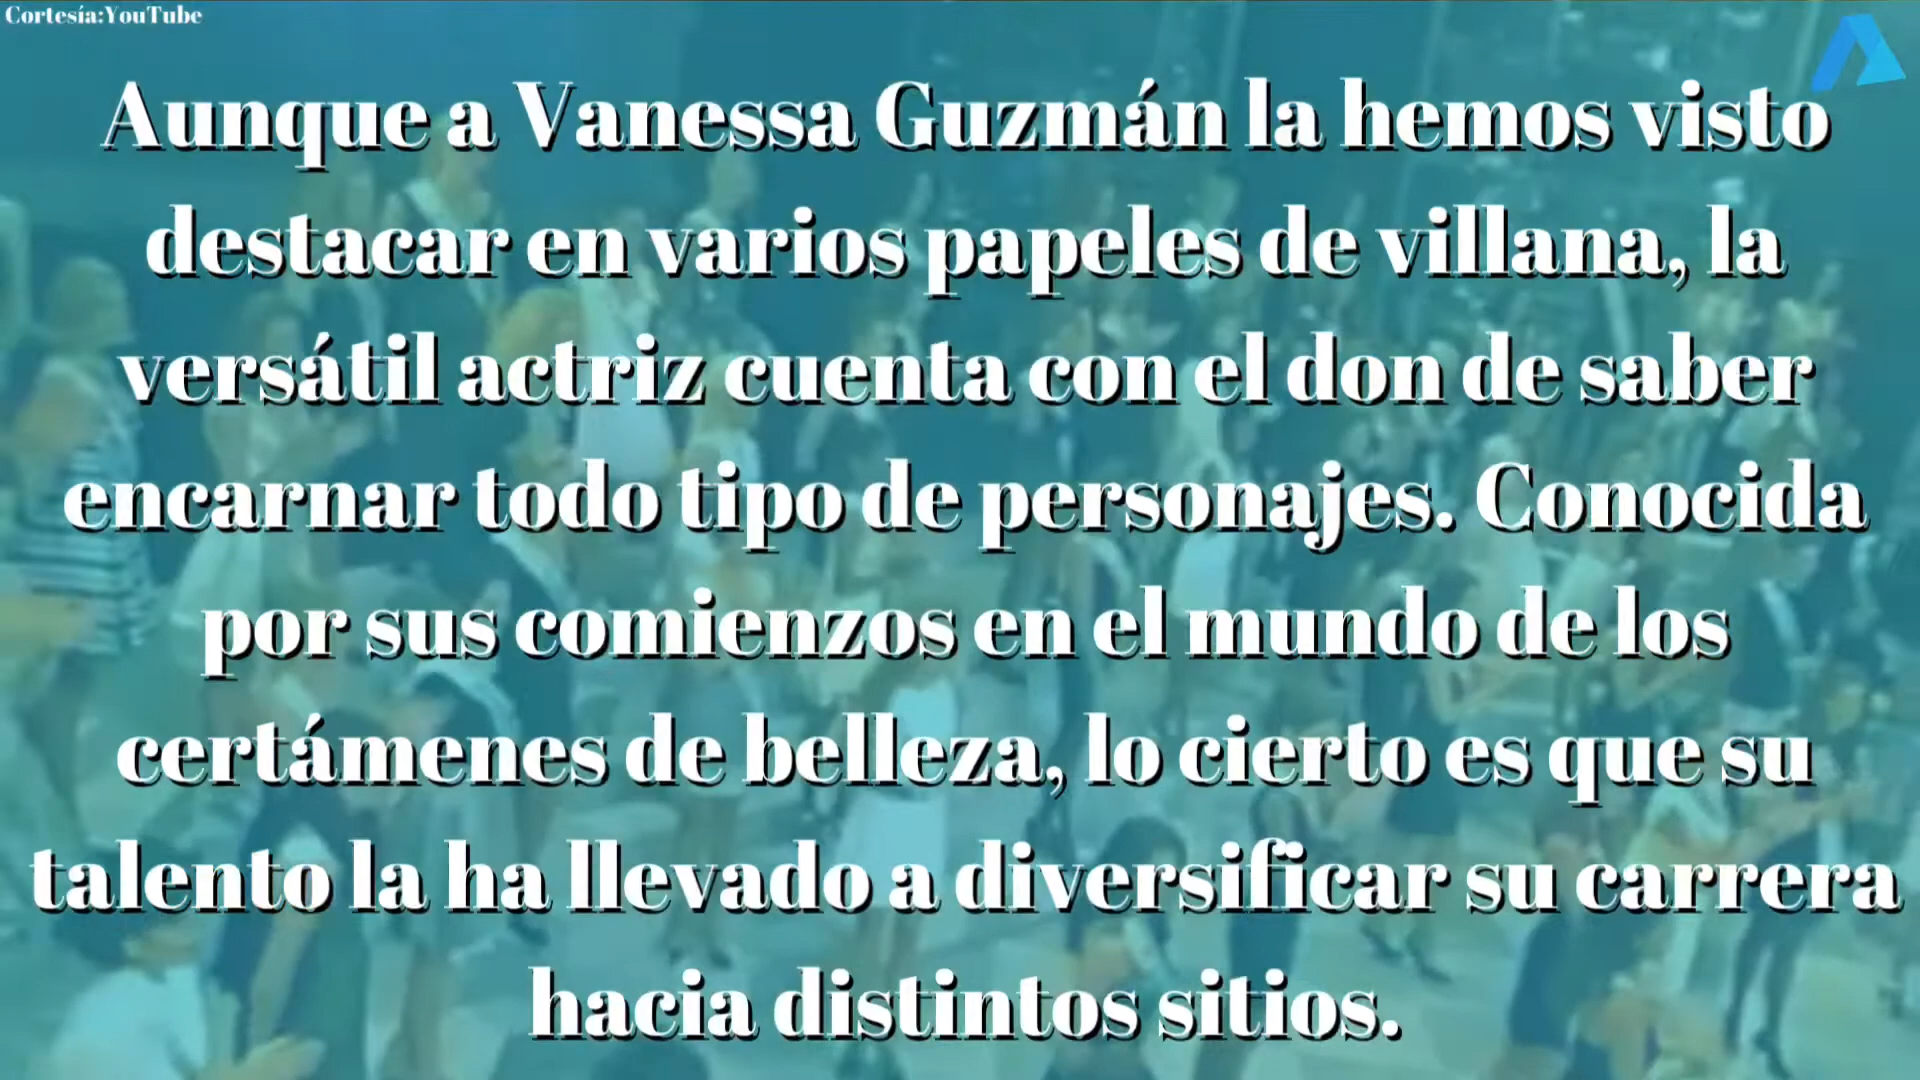 Cortesía:YouTube
Aunque a Vanessa Guzmán la hemos visto
destacar en varios papeles de villana, la
versátil actriz cuenta con el don de saber
encarnar todo tipo de personajes. Conocida
por sus comienzos en el mundo de los
certámenes de belleza, lo cierto es que su
talento la ha llevado a diversificar su carrera
hacia distintos sitios.